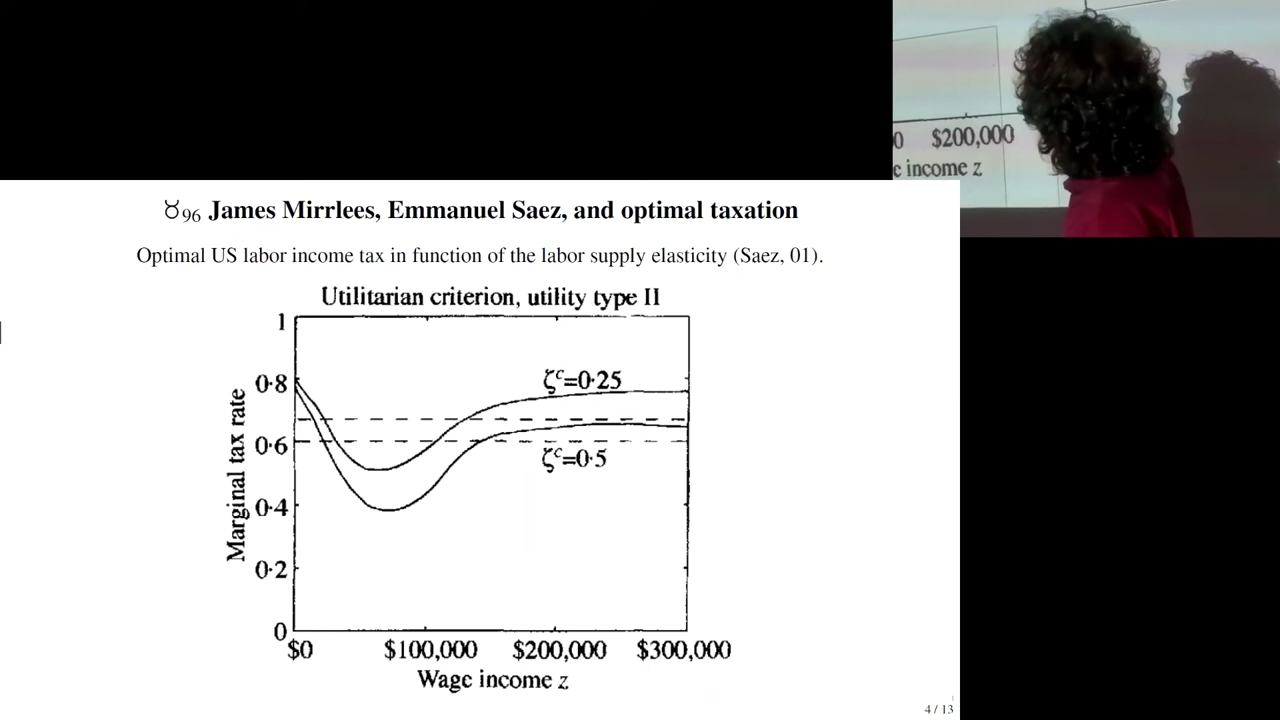 0 $200,000
c income z
♉96 James Mirrlees, Emmanuel Saez, and optimal taxation
Optimal US labor income tax in function of the labor supply elasticity (Saez, 01).
Utilitarian criterion, utility type II
1
0·8
0·6
0·4
0·2
0
Marginal tax rate
ζᶜ=0·25
ζᶜ=0·5
$0 $100,000 $200,000 $300,000
Wage income z
4 / 13